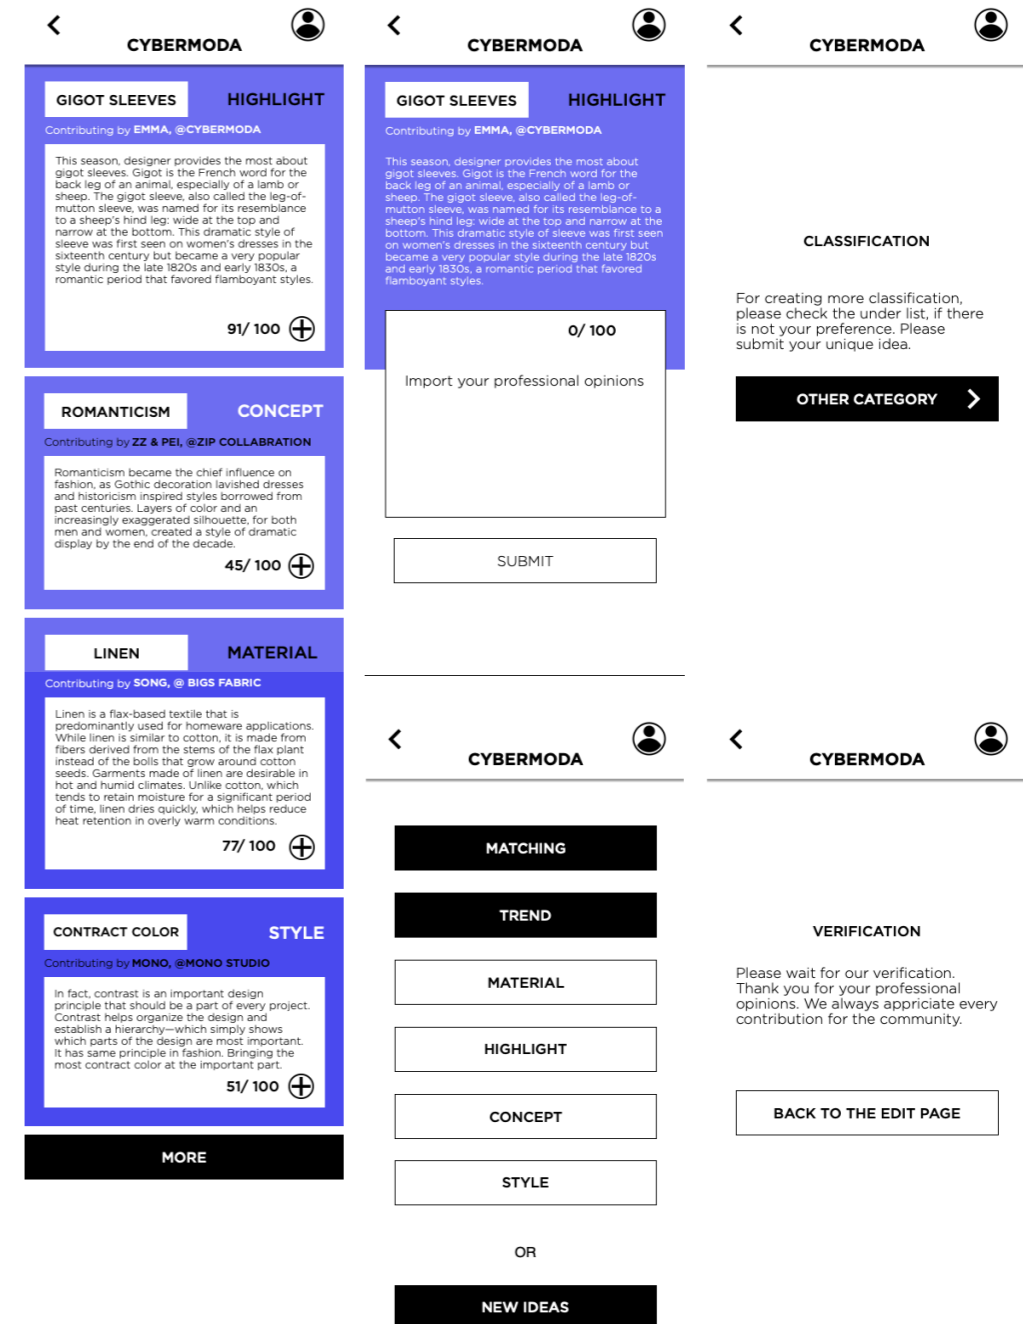 CYBERMODA
GIGOT SLEEVES
HIGHLIGHT
Contributing by EMMA, @CYBERMODA
This season, designer provides the most about
gigot sleeves. Gigot is the French word for the
back leg of an animal, especially of a lamb or
sheep. The gigot sleeve, also called the leg-of-
mutton sleeve, was named for its resemblance
to a sheep's hind leg: wide at the top and
narrow at the bottom. This dramatic style of
sleeve was first seen on women's dresses in the
sixteenth century but became a very popular
style during the late 1820s and early 1830s, a
romantic period that favored flamboyant styles.
91/ 100
ROMANTICISM
CONCEPT
Contributing by ZZ & PEI, @ZIP COLLABRATION
Romanticism became the chief influence on
fashion, as Gothic decoration lavished dresses
and historicism inspired styles borrowed from
past centuries. Layers of color and an
increasingly exaggerated silhouette, for both
men and women, created a style of dramatic
display by the end of the decade.
45/ 100
LINEN
MATERIAL
Contributing by SONG, @ BIGS FABRIC
Linen is a flax-based textile that is
predominantly used for homeware applications.
While linen is similar to cotton, it is made from
fibers derived from the stems of the flax plant
instead of the bolls that grow around cotton
seeds. Garments made of linen are desirable in
hot and humid climates. Unlike cotton, which
tends to retain moisture for a significant period
of time, linen dries quickly, which helps reduce
heat retention in overly warm conditions.
77/ 100
CONTRACT COLOR
STYLE
Contributing by MONO, @MONO STUDIO
In fact, contrast is an important design
principle that should be a part of every project.
Contrast helps organize the design and
establish a hierarchy—which simply shows
which parts of the design are most important.
It has same principle in fashion. Bringing the
most contract color at the important part.
51/ 100
MORE
CYBERMODA
GIGOT SLEEVES
HIGHLIGHT
Contributing by EMMA, @CYBERMODA
This season, designer provides the most about
gigot sleeves. Gigot is the French word for the
back leg of an animal, especially of a lamb or
sheep. The gigot sleeve, also called the leg-of-
mutton sleeve, was named for its resemblance to a
sheep's hind leg: wide at the top and narrow at the
bottom. This dramatic style of sleeve was first seen
on women's dresses in the sixteenth century but
became a very popular style during the late 1820s
and early 1830s, a romantic period that favored
flamboyant styles.
0/ 100
Import your professional opinions
SUBMIT
CYBERMODA
MATCHING
TREND
MATERIAL
HIGHLIGHT
CONCEPT
STYLE
OR
NEW IDEAS
CYBERMODA
CLASSIFICATION
For creating more classification,
please check the under list, if there
is not your preference. Please
submit your unique idea.
OTHER CATEGORY
CYBERMODA
VERIFICATION
Please wait for our verification.
Thank you for your professional
opinions. We always appriciate every
contribution for the community.
BACK TO THE EDIT PAGE